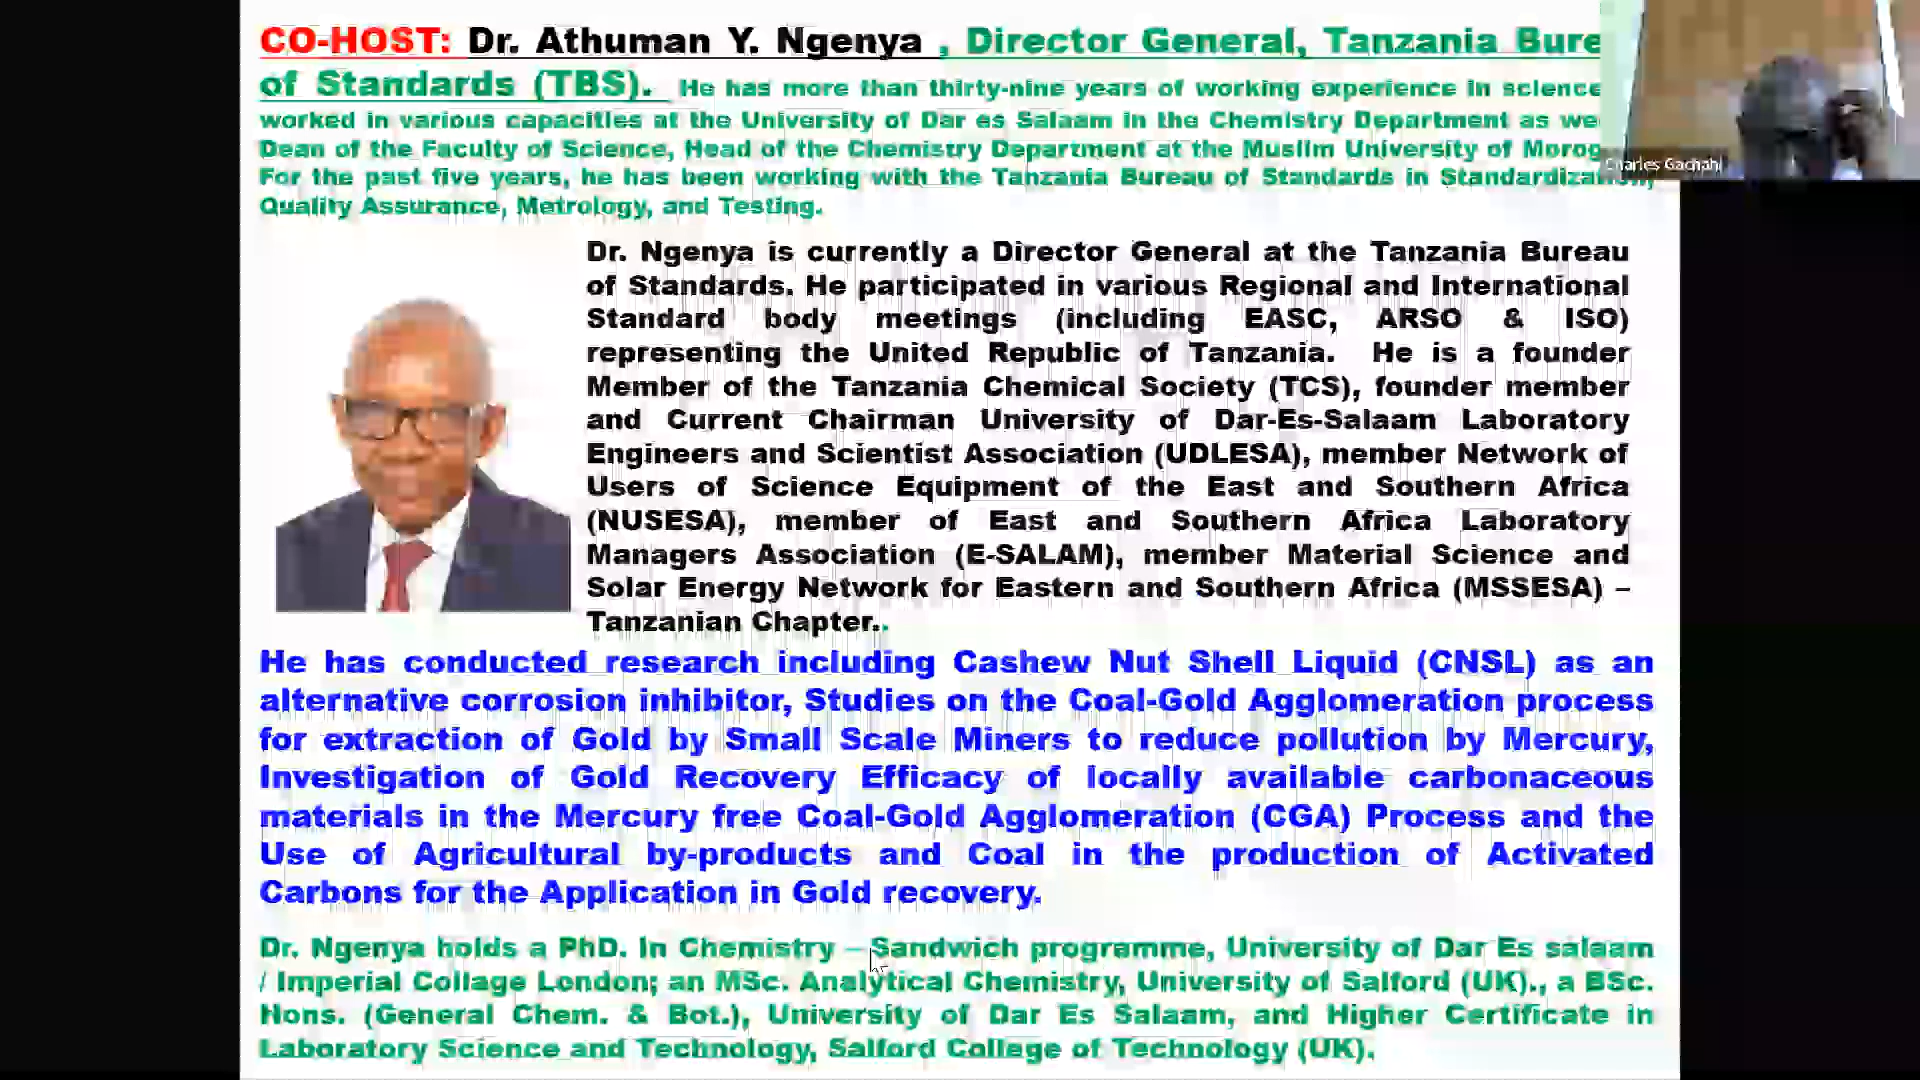 CO-HOST: Dr. Athuman Y. Ngenya , Director General, Tanzania Bure
of Standards (TBS). He has more than thirty-nine years of working experience in science
worked in various capacities at the University of Dar es Salaam in the Chemistry Department as we
Dean of the Faculty of Science, Head of the Chemistry Department at the Muslim University of Morog
For the past five years, he has been working with the Tanzania Bureau of Standards in Standardization,
Quality Assurance, Metrology, and Testing.
Charles Gachahi
Dr. Ngenya is currently a Director General at the Tanzania Bureau
of Standards. He participated in various Regional and International
Standard body meetings (including EASC, ARSO & ISO)
representing the United Republic of Tanzania. He is a founder
Member of the Tanzania Chemical Society (TCS), founder member
and Current Chairman University of Dar-Es-Salaam Laboratory
Engineers and Scientist Association (UDLESA), member Network of
Users of Science Equipment of the East and Southern Africa
(NUSESA), member of East and Southern Africa Laboratory
Managers Association (E-SALAM), member Material Science and
Solar Energy Network for Eastern and Southern Africa (MSSESA) –
Tanzanian Chapter..
He has conducted research including Cashew Nut Shell Liquid (CNSL) as an
alternative corrosion inhibitor, Studies on the Coal-Gold Agglomeration process
for extraction of Gold by Small Scale Miners to reduce pollution by Mercury,
Investigation of Gold Recovery Efficacy of locally available carbonaceous
materials in the Mercury free Coal-Gold Agglomeration (CGA) Process and the
Use of Agricultural by-products and Coal in the production of Activated
Carbons for the Application in Gold recovery.
Dr. Ngenya holds a PhD. In Chemistry – Sandwich programme, University of Dar Es salaam
/ Imperial Collage London; an MSc. Analytical Chemistry, University of Salford (UK)., a BSc.
Hons. (General Chem. & Bot.), University of Dar Es Salaam, and Higher Certificate in
Laboratory Science and Technology, Salford College of Technology (UK).